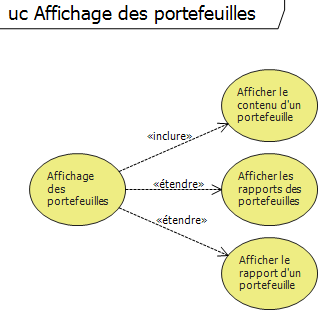 uc Affichage des portefeuilles
Afficher le
contenu d'un
portefeuille
«inclure»
Affichage
des
portefeuilles
«étendre»
Afficher les
rapports des
portefeuilles
«étendre»
Afficher le
rapport d'un
portefeuille